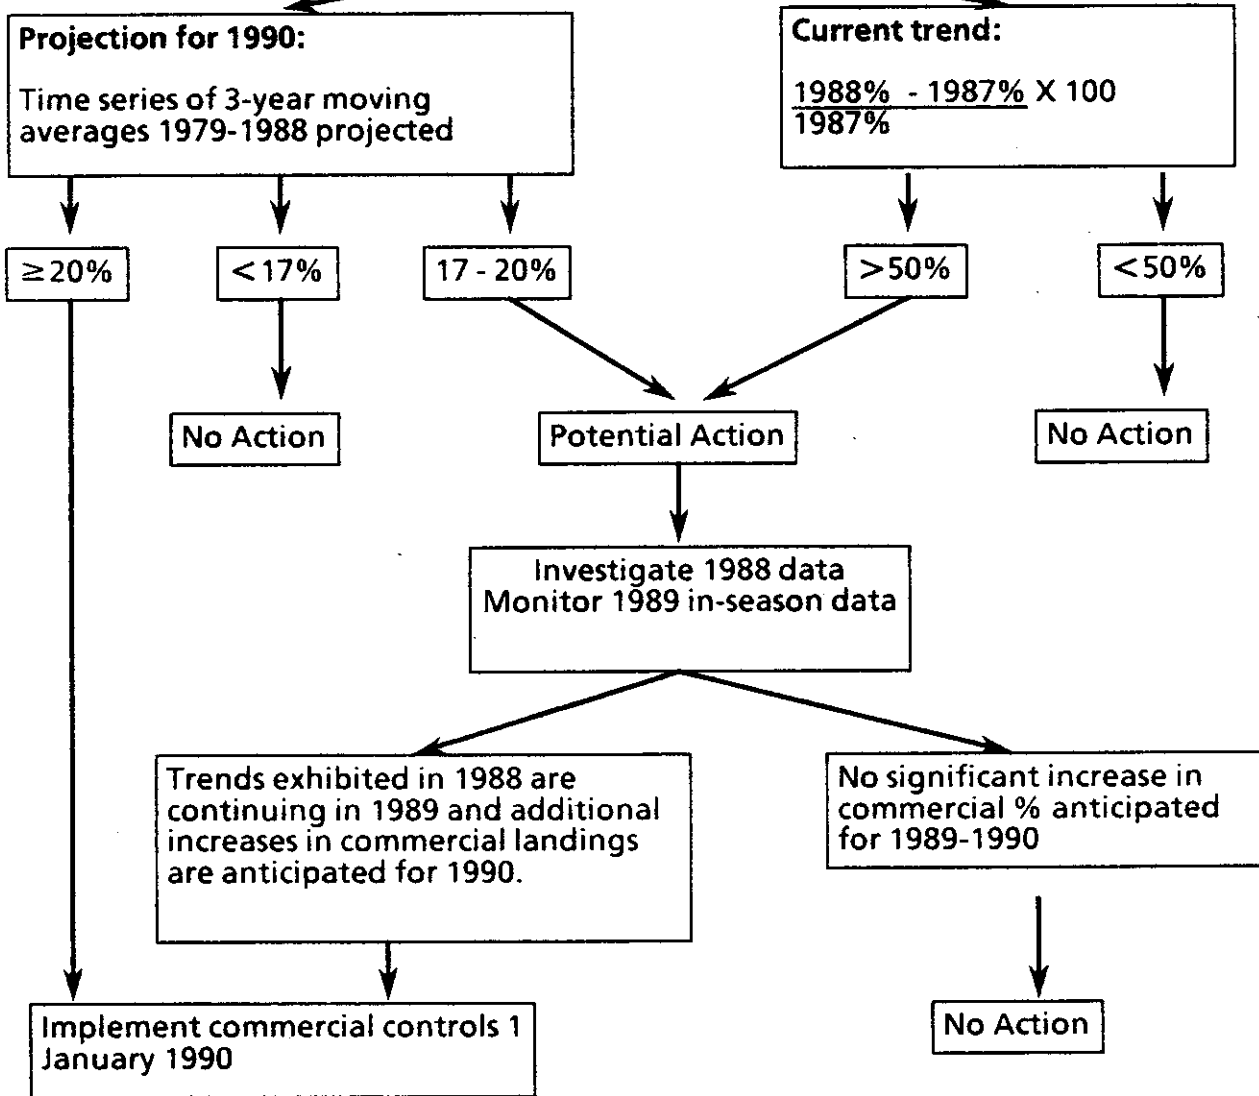 Projection for 1990:
Time series of 3-year moving
averages 1979-1988 projected
Current trend:
1988% - 1987% X 100
1987%
≥20%
<17%
17 - 20%
>50%
<50%
No Action
Potential Action
No Action
Investigate 1988 data
Monitor 1989 in-season data
Trends exhibited in 1988 are
continuing in 1989 and additional
increases in commercial landings
are anticipated for 1990.
No significant increase in
commercial % anticipated
for 1989-1990
Implement commercial controls 1
January 1990
No Action